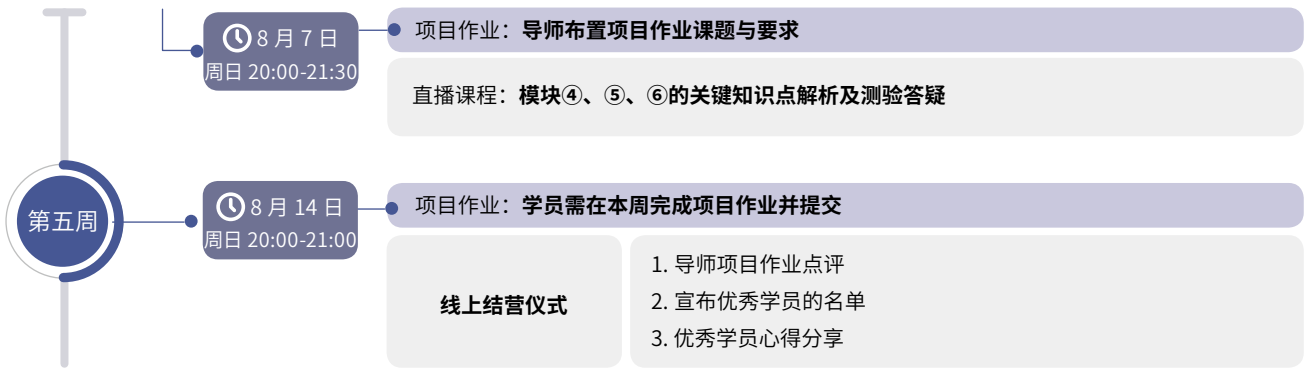 8 月 7 日
周日 20:00-21:30
项目作业：导师布置项目作业课题与要求
直播课程：模块④、⑤、⑥的关键知识点解析及测验答疑
第五周
8 月 14 日
周日 20:00-21:00
项目作业：学员需在本周完成项目作业并提交
线上结营仪式
1. 导师项目作业点评
2. 宣布优秀学员的名单
3. 优秀学员心得分享